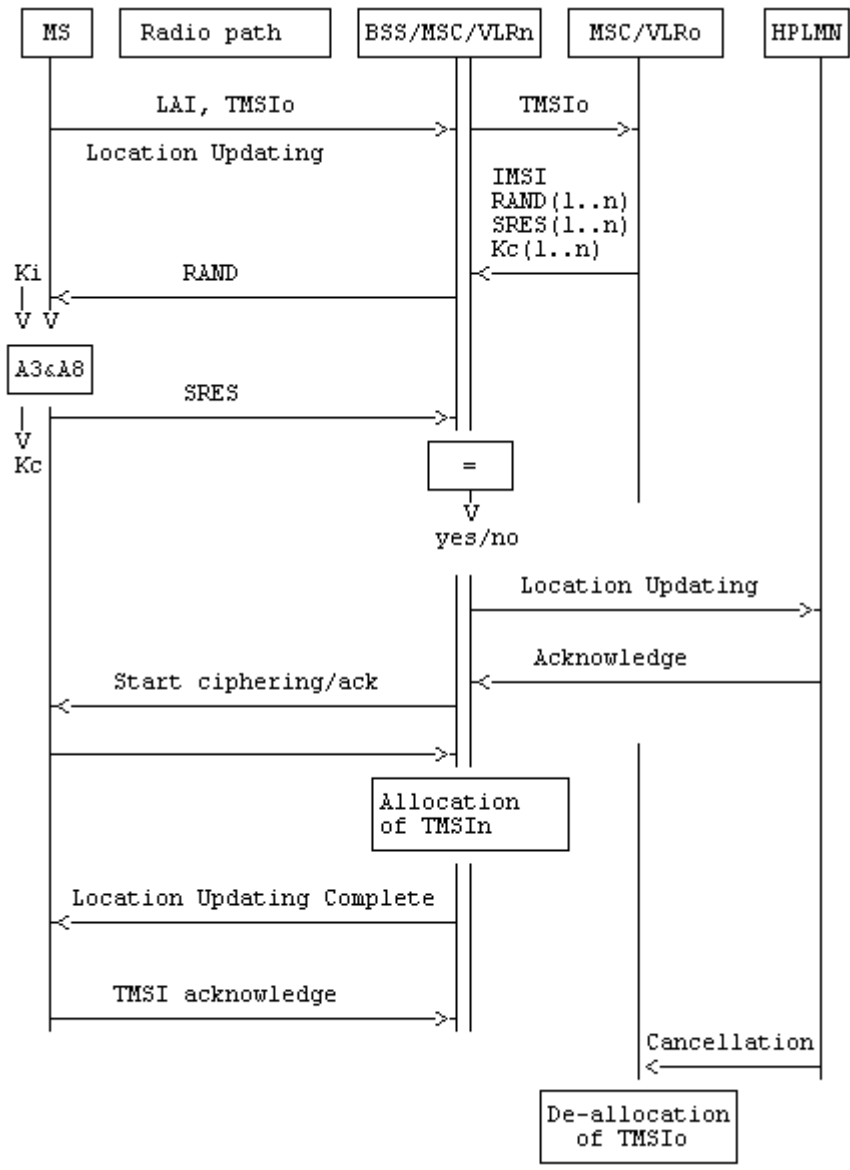 MS
Radio path
BSS/MSC/VLRn
MSC/VLRo
HPLMN
LAI, TMSIo
TMSIo
Location Updating
IMSI
RAND(1..n)
SRES(1..n)
Kc(1..n)
Ki
RAND
V V
A3&A8
SRES
V
Kc
=
V
yes/no
Location Updating
Acknowledge
Start ciphering/ack
Allocation
of TMSIn
Location Updating Complete
TMSI acknowledge
Cancellation
De-allocation
of TMSIo